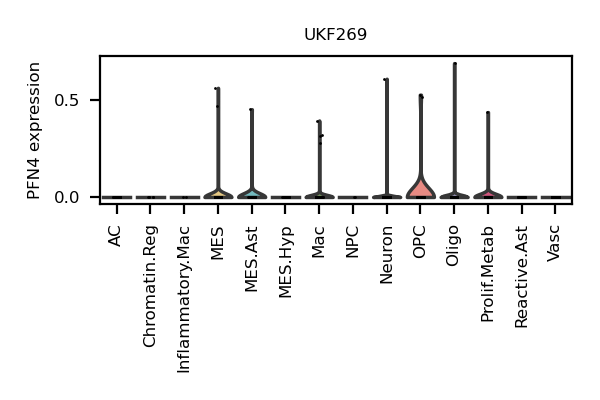 UKF269
PFN4 expression
0.5
0.0
AC
Chromatin.Reg
Inflammatory.Mac
MES
MES.Ast
MES.Hyp
Mac
NPC
Neuron
OPC
Oligo
Prolif.Metab
Reactive.Ast
Vasc